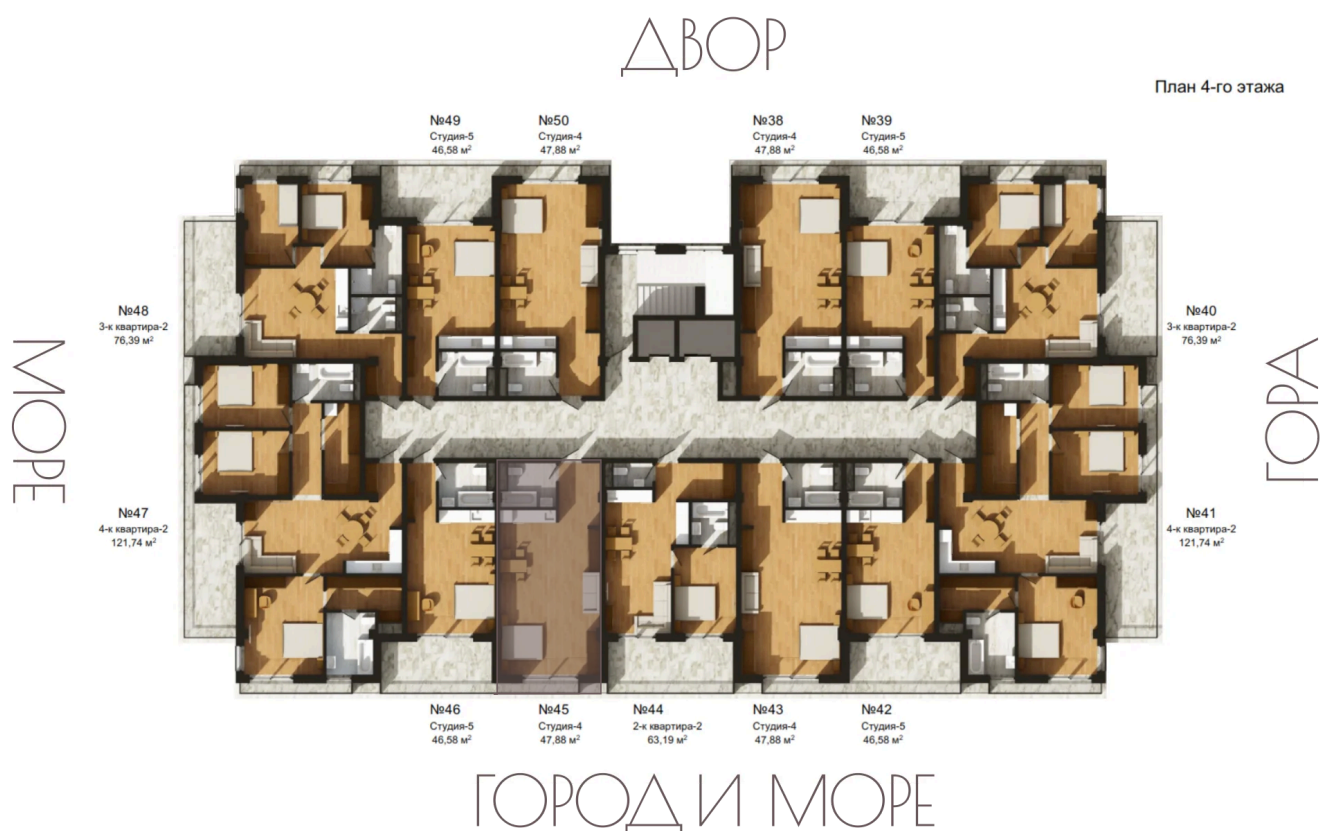 ДВОР
План 4-го этажа
№49
Студия-5
46,58 м²
№50
Студия-4
47,88 м²
№38
Студия-4
47,88 м²
№39
Студия-5
46,58 м²
№48
3-к квартира-2
76,39 м²
№40
3-к квартира-2
76,39 м²
МОРЕ
ГОРА
№47
4-к квартира-2
121,74 м²
№41
4-к квартира-2
121,74 м²
№46
Студия-5
46,58 м²
№45
Студия-4
47,88 м²
№44
2-к квартира-2
63,19 м²
№43
Студия-4
47,88 м²
№42
Студия-5
46,58 м²
ГОРОД И МОРЕ